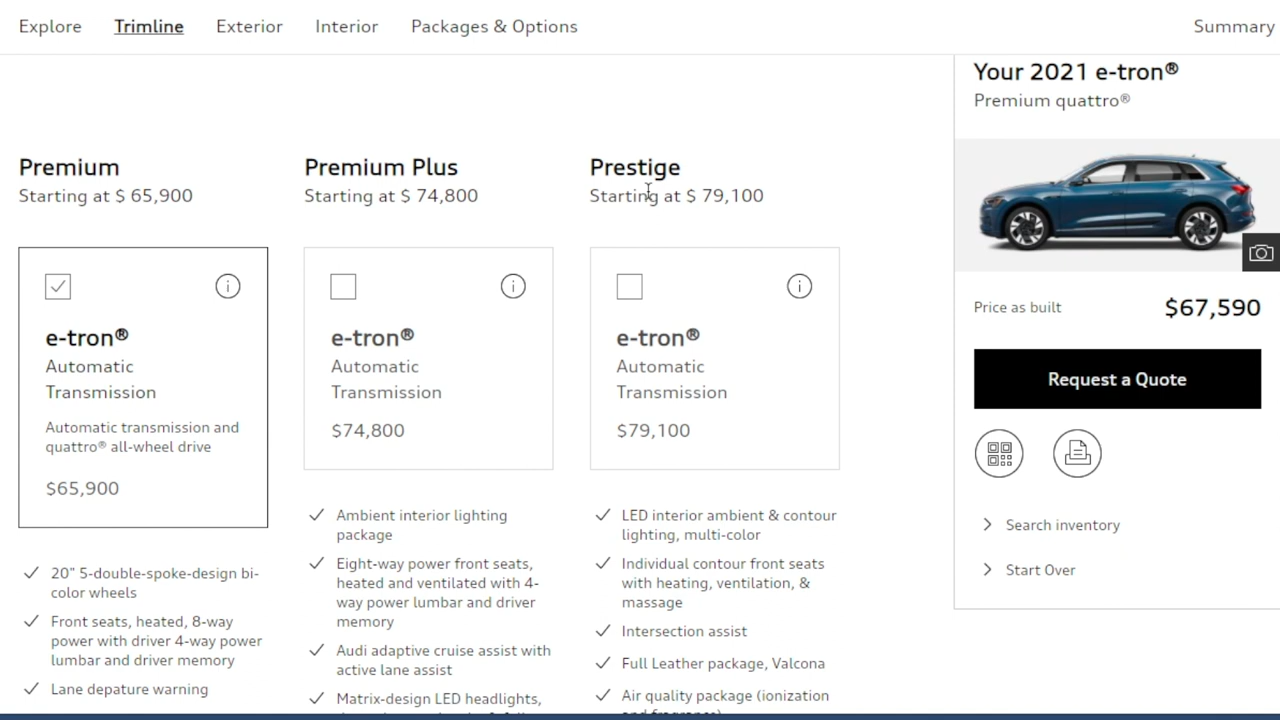 Explore Trimline Exterior Interior Packages & Options Summary
Premium
Starting at $ 65,900
e-tron®
Automatic
Transmission
Automatic transmission and
quattro® all-wheel drive
$65,900
20" 5-double-spoke-design bi-
color wheels
Front seats, heated, 8-way
power with driver 4-way power
lumbar and driver memory
Lane depature warning
Premium Plus
Starting at $ 74,800
e-tron®
Automatic
Transmission
$74,800
Ambient interior lighting
package
Eight-way power front seats,
heated and ventilated with 4-
way power lumbar and driver
memory
Audi adaptive cruise assist with
active lane assist
Matrix-design LED headlights,
Prestige
Starting at $ 79,100
e-tron®
Automatic
Transmission
$79,100
LED interior ambient & contour
lighting, multi-color
Individual contour front seats
with heating, ventilation, &
massage
Intersection assist
Full Leather package, Valcona
Air quality package (ionization
and fragrance)
Your 2021 e-tron®
Premium quattro®
Price as built $67,590
Request a Quote
Search inventory
Start Over